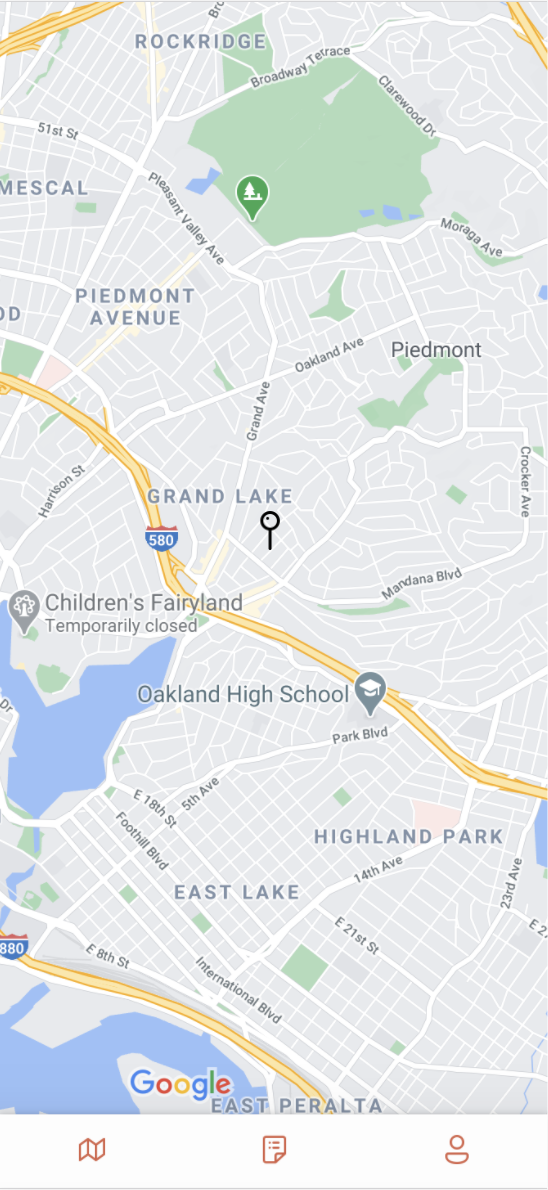 Bro
ROCKRIDGE
Broadway Terrace
Clarewood Dr
51st St
MESCAL
Pleasant Valley Ave
Moraga Ave
PIEDMONT
AVENUE
OD
Oakland Ave
Piedmont
Grand Ave
Crocker Ave
Harrison St
GRAND LAKE
580
Mandana Blvd
Children's Fairyland
Temporarily closed
Oakland High School
Dr
Park Blvd
5th Ave
E 18th St
Foothill Blvd
HIGHLAND PARK
14th Ave
23rd Ave
EAST LAKE
E 21st St
E 2
880
E 8th St
International Blvd
Google
EAST PERALTA